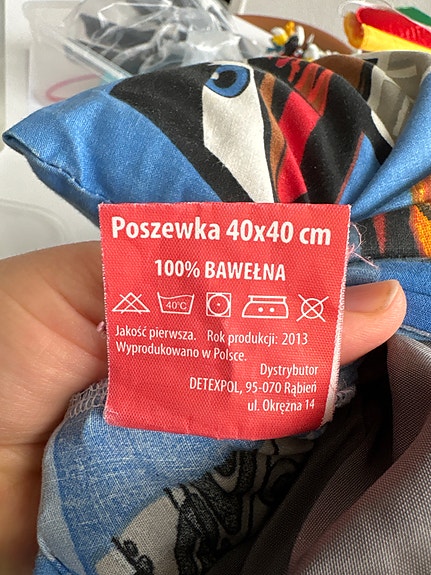 Poszewka 40x40 cm
100% BAWEŁNA
40°C
Jakość pierwsza. Rok produkcji: 2013
Wyprodukowano w Polsce.
Dystrybutor
DETEXPOL, 95-070 Rąbień
ul. Okrężna 14